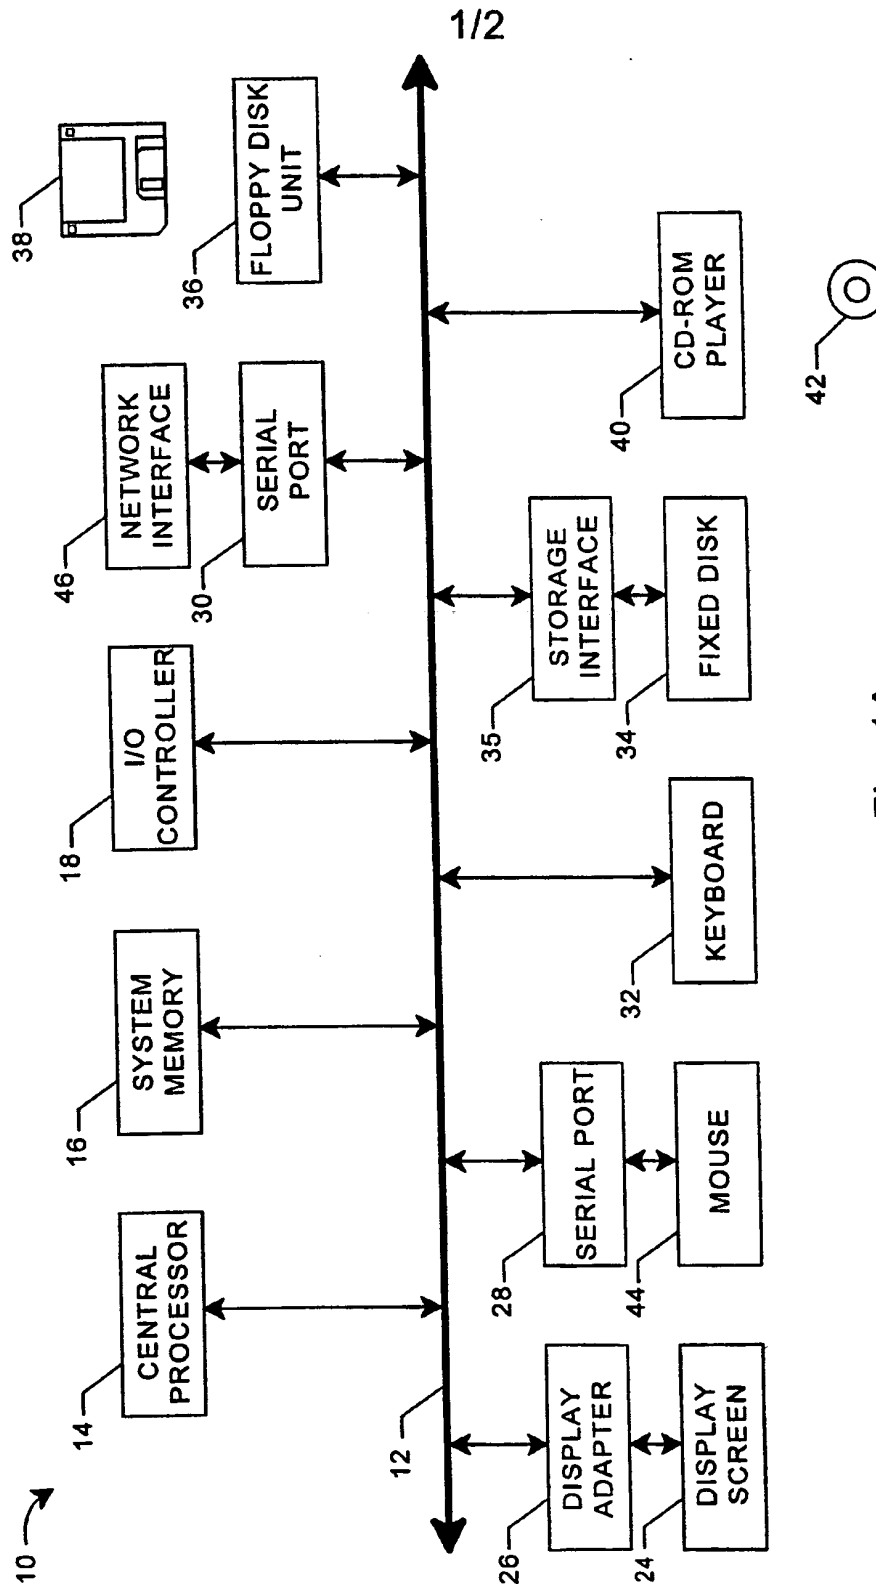 1/2
10
14
CENTRAL
PROCESSOR
16
SYSTEM
MEMORY
18
I/O
CONTROLLER
46
NETWORK
INTERFACE
30
SERIAL
PORT
38
36
FLOPPY DISK
UNIT
12
26
DISPLAY
ADAPTER
24
DISPLAY
SCREEN
28
SERIAL PORT
44
MOUSE
32
KEYBOARD
35
STORAGE
INTERFACE
34
FIXED DISK
40
CD-ROM
PLAYER
42